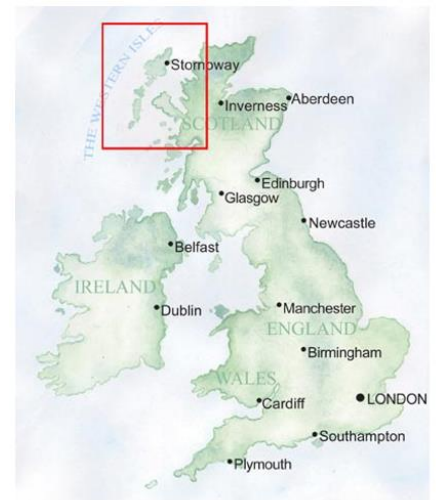 THE WESTERN ISLES
Stornoway
Inverness
Aberdeen
SCOTLAND
Edinburgh
Glasgow
Newcastle
Belfast
IRELAND
Dublin
Manchester
ENGLAND
Birmingham
WALES
Cardiff
LONDON
Southampton
Plymouth